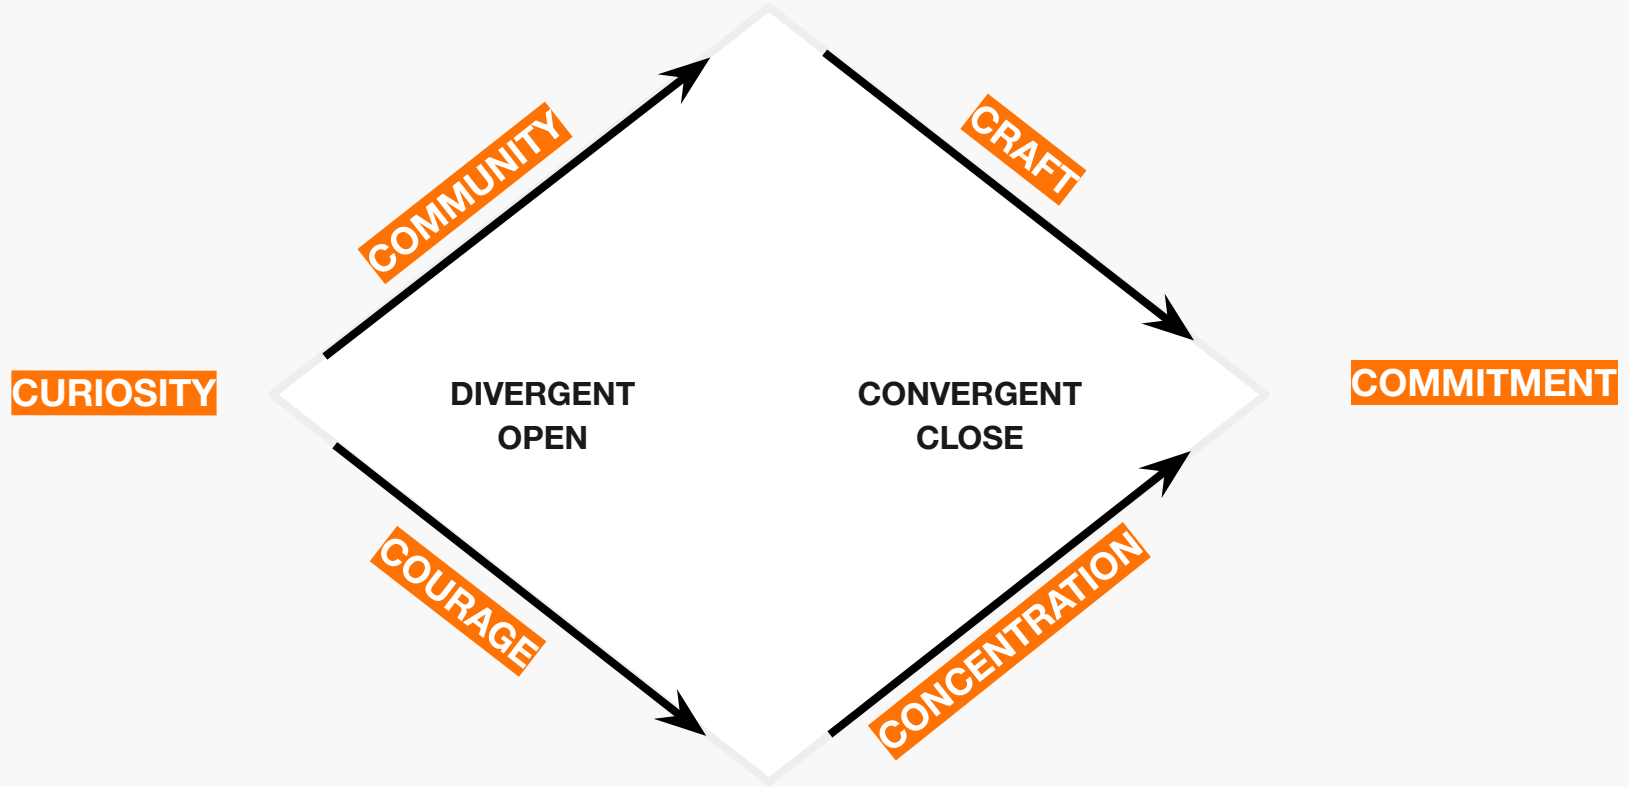 COMMUNITY
CRAFT
CURIOSITY
DIVERGENT
OPEN
CONVERGENT
CLOSE
COMMITMENT
COURAGE
CONCENTRATION